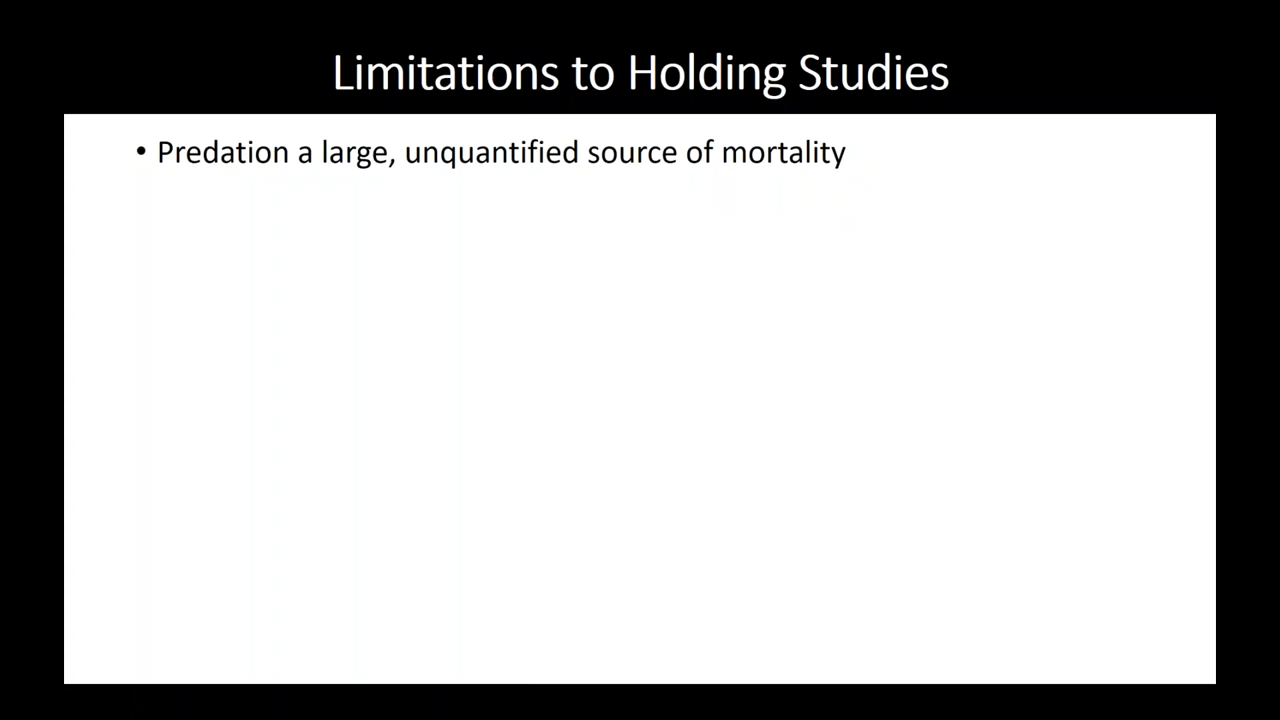 Limitations to Holding Studies
• Predation a large, unquantified source of mortality